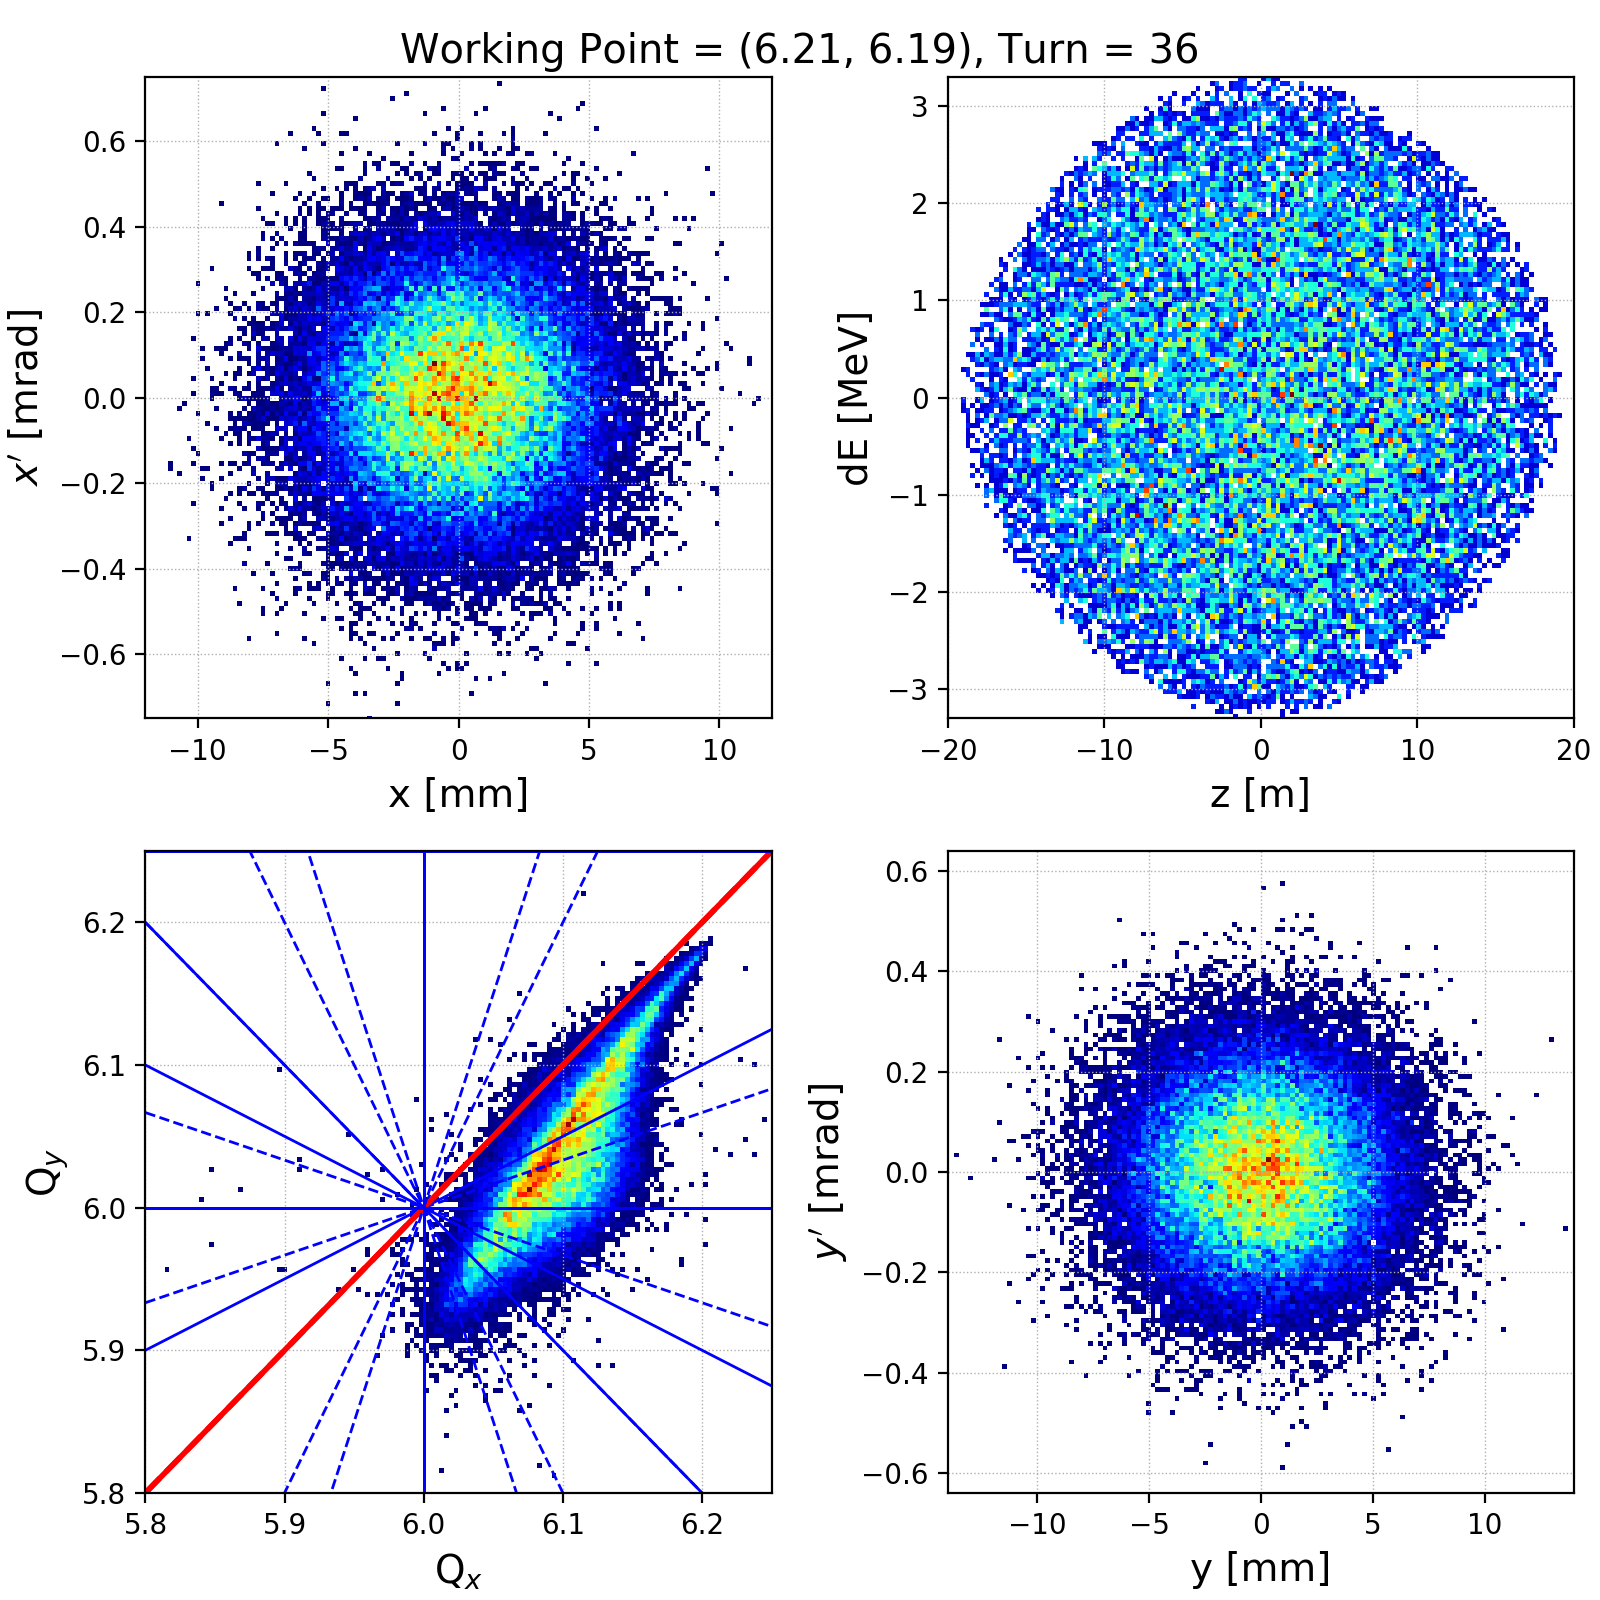 Working Point = (6.21, 6.19), Turn = 36
0.6
0.4
0.2
0.0
−0.2
−0.4
−0.6
x′ [mrad]
−10 −5 0 5 10
x [mm]
3
2
1
0
−1
−2
−3
dE [MeV]
−20 −10 0 10 20
z [m]
6.2
6.1
6.0
5.9
5.8
Qy
5.8 5.9 6.0 6.1 6.2
Qx
0.6
0.4
0.2
0.0
−0.2
−0.4
−0.6
y′ [mrad]
−10 −5 0 5 10
y [mm]